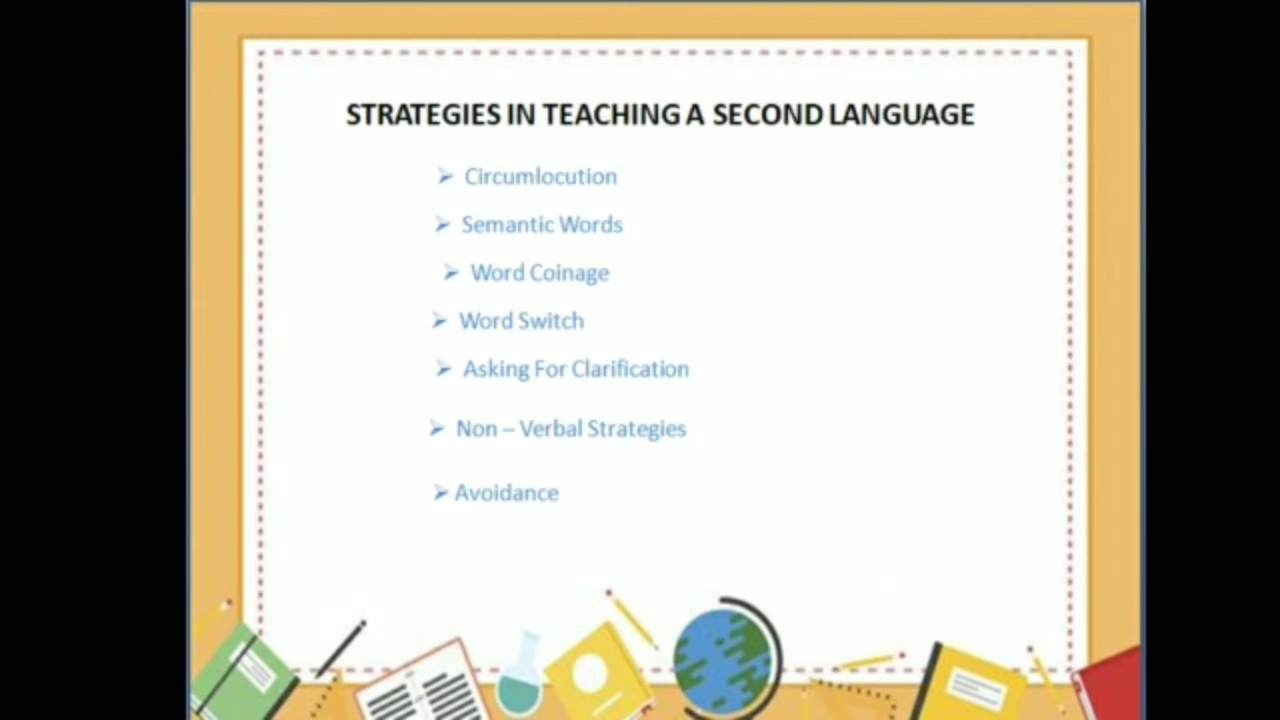 STRATEGIES IN TEACHING A SECOND LANGUAGE
➢ Circumlocution
➢ Semantic Words
➢ Word Coinage
➢ Word Switch
➢ Asking For Clarification
➢ Non – Verbal Strategies
➢ Avoidance